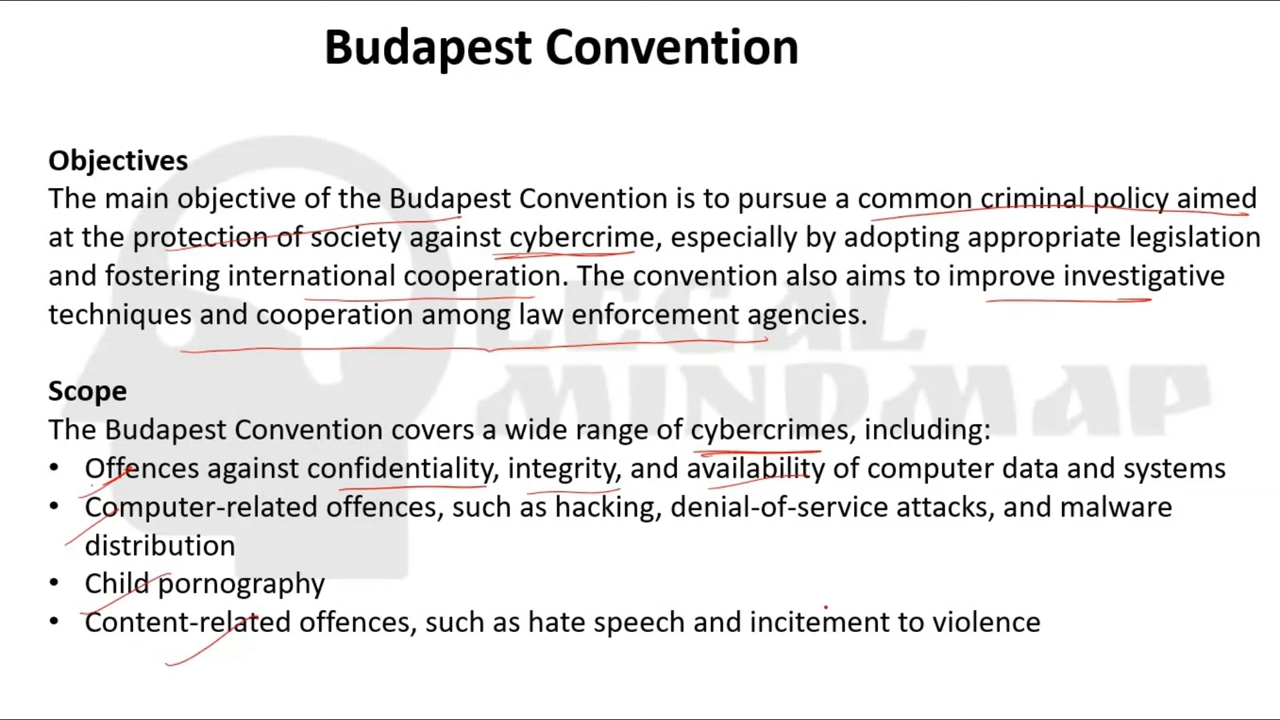 Budapest Convention
Objectives
The main objective of the Budapest Convention is to pursue a common criminal policy aimed
at the protection of society against cybercrime, especially by adopting appropriate legislation
and fostering international cooperation. The convention also aims to improve investigative
techniques and cooperation among law enforcement agencies.
LEGAL
MINDMAP
Scope
The Budapest Convention covers a wide range of cybercrimes, including:
• Offences against confidentiality, integrity, and availability of computer data and systems
• Computer-related offences, such as hacking, denial-of-service attacks, and malware
distribution
• Child pornography
• Content-related offences, such as hate speech and incitement to violence